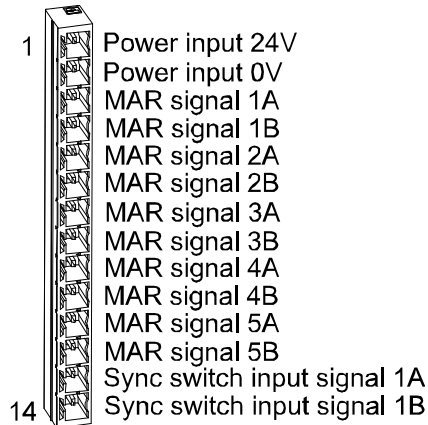 1 Power input 24V
Power input 0V
MAR signal 1A
MAR signal 1B
MAR signal 2A
MAR signal 2B
MAR signal 3A
MAR signal 3B
MAR signal 4A
MAR signal 4B
MAR signal 5A
MAR signal 5B
Sync switch input signal 1A
14 Sync switch input signal 1B